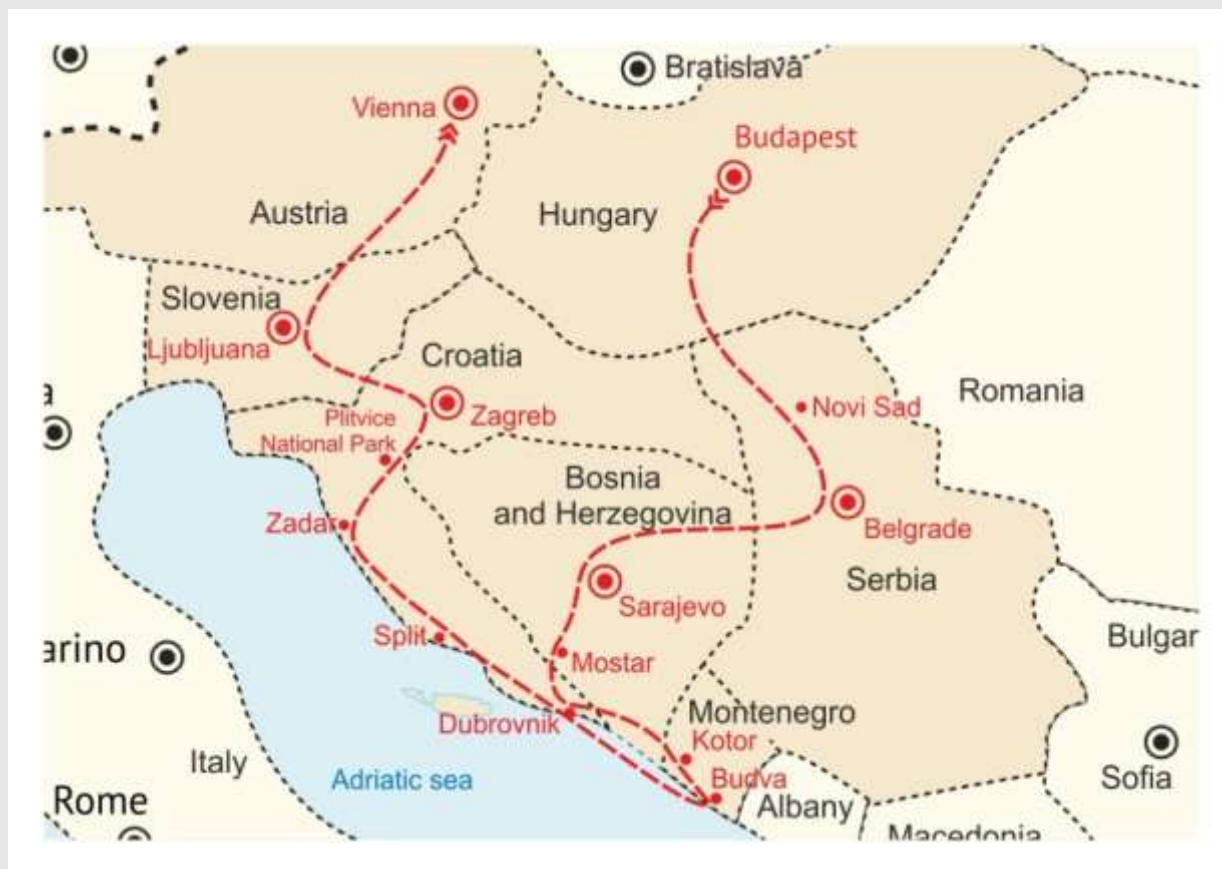 Bratislava
Vienna
Budapest
Austria
Hungary
Slovenia
Ljubljuana
Croatia
Romania
Zagreb
Novi Sad
Plitvice
National Park
a
Bosnia
and Herzegovina
Zadar
Belgrade
Serbia
Sarajevo
Split
Mostar
Bulgar
arino
Montenegro
Dubrovnik
Kotor
Italy
Adriatic sea
Budva
Sofia
Rome
Albany
Macedonia